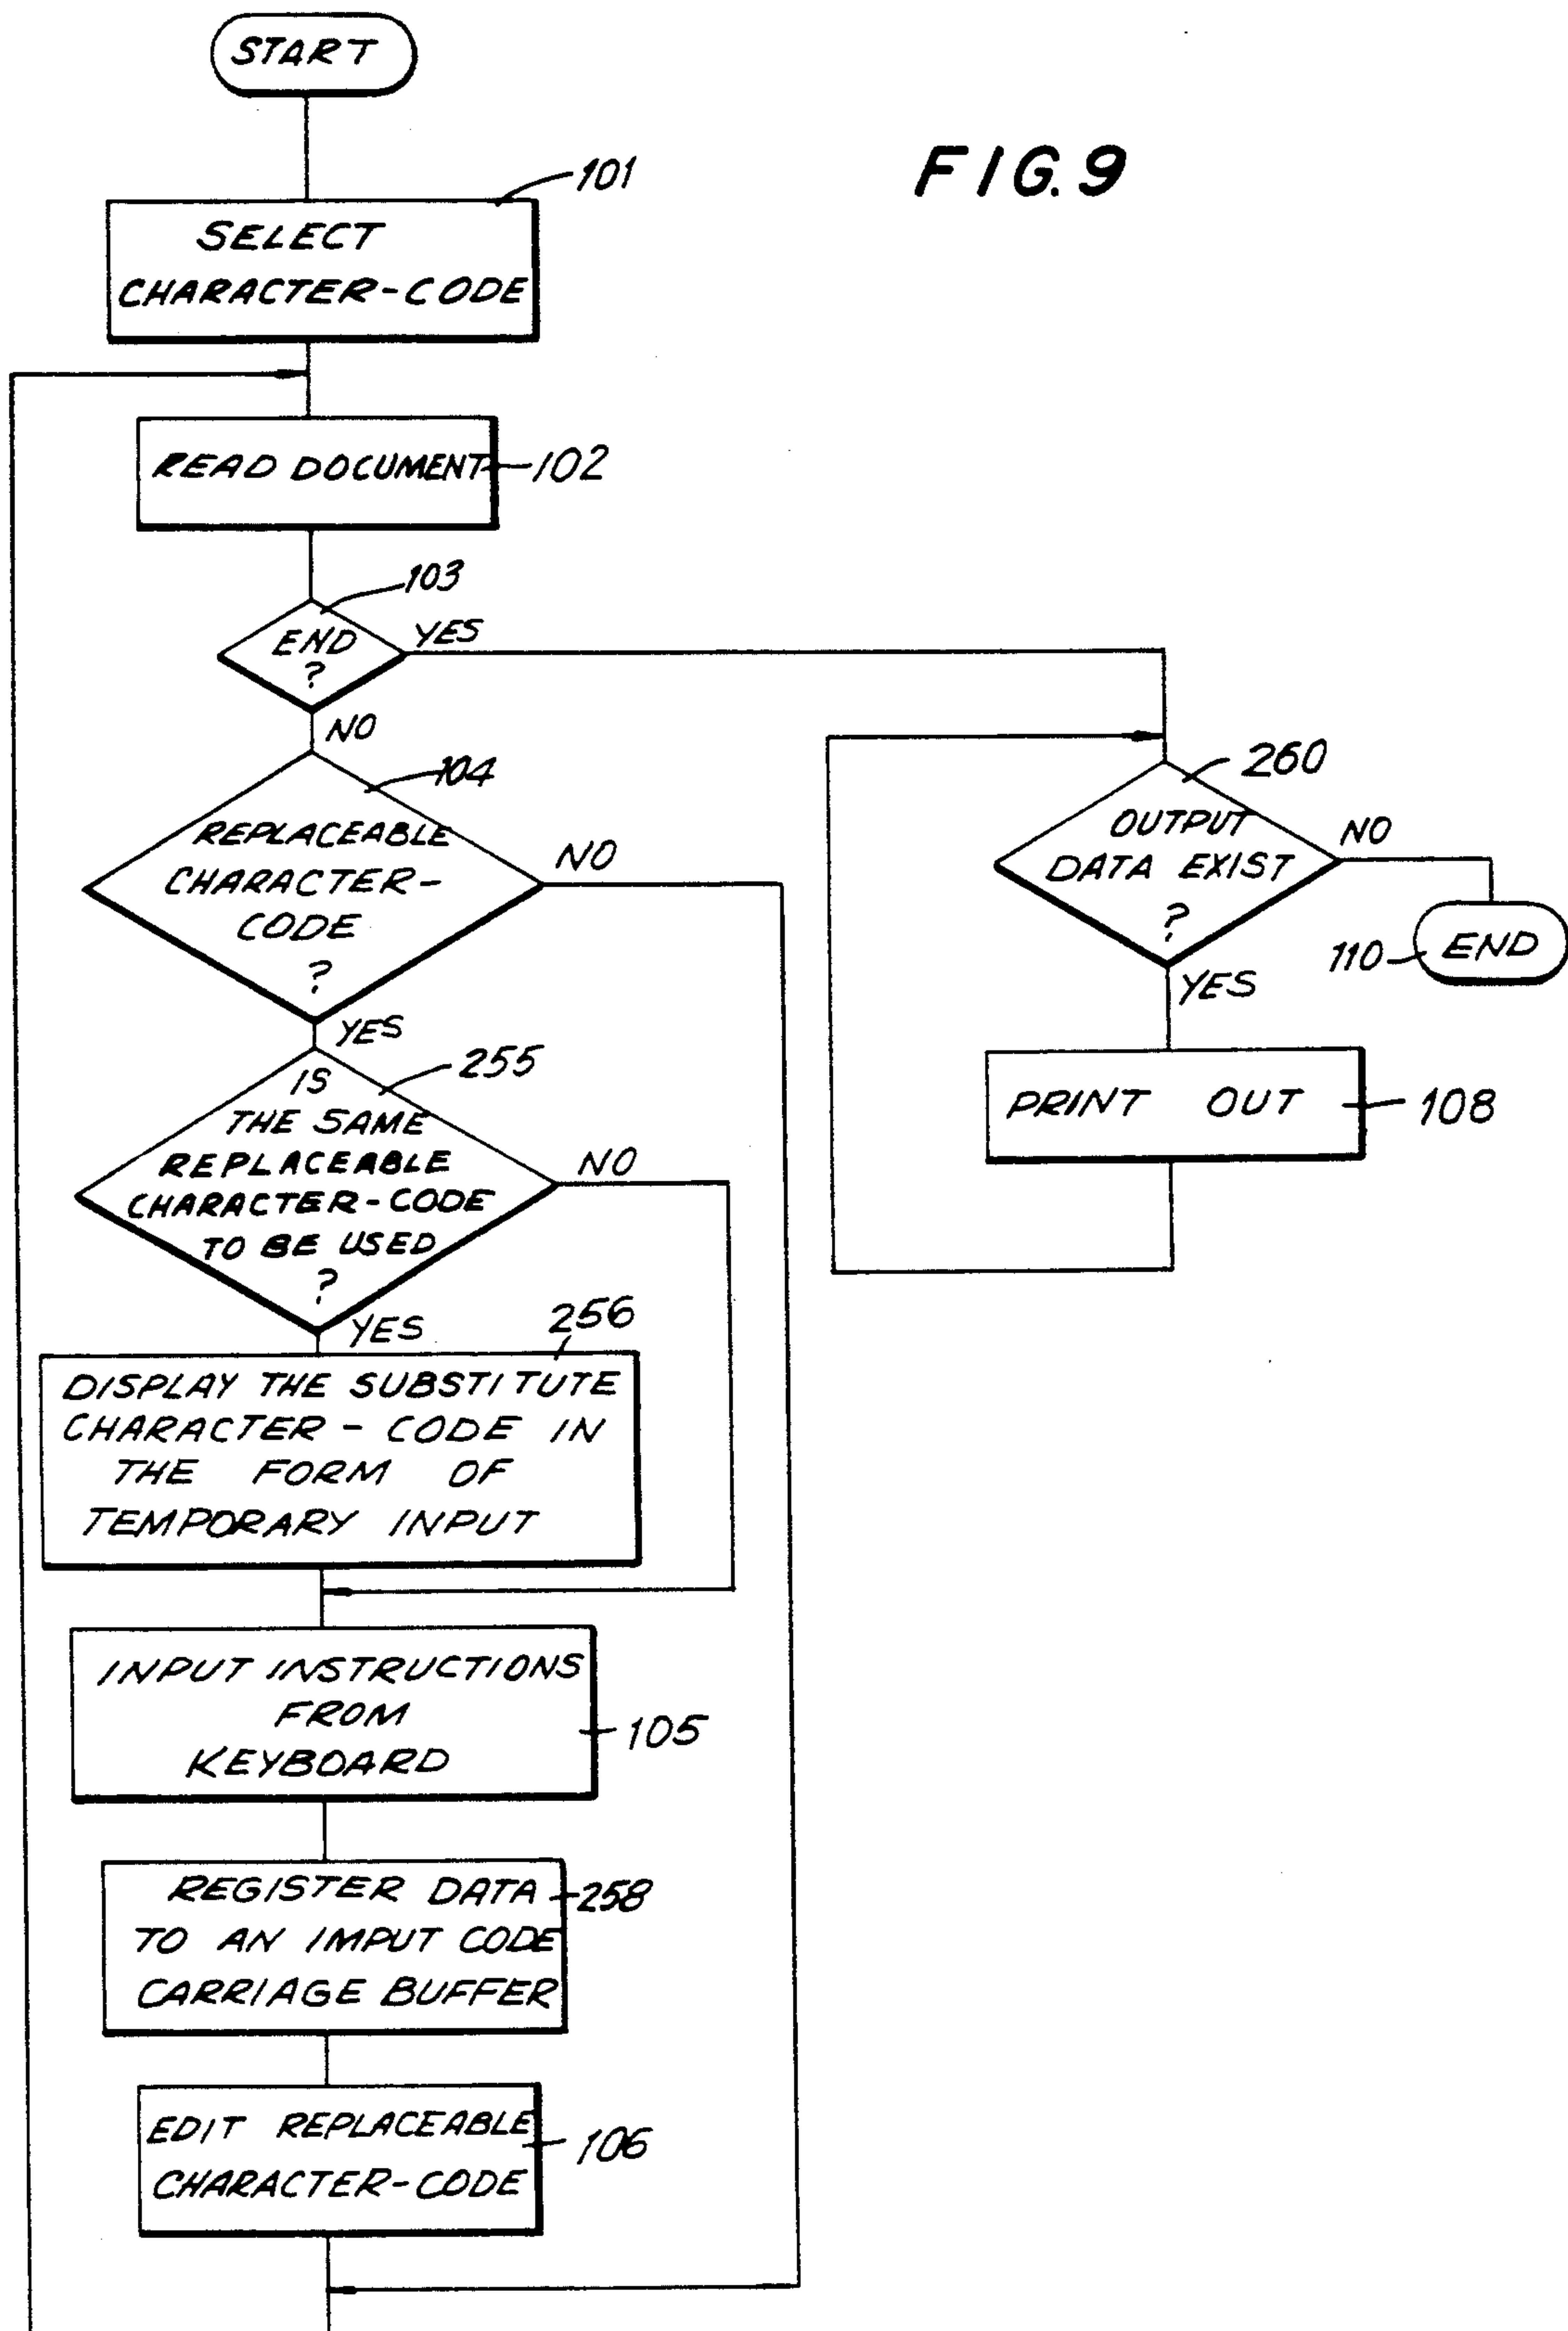 START
FIG. 9
101
SELECT
CHARACTER-CODE
READ DOCUMENT
102
103
END
?
YES
NO
104
REPLACEABLE
CHARACTER-
CODE
?
NO
YES
255
IS
THE SAME
REPLACEABLE
CHARACTER-CODE
TO BE USED
?
NO
YES
256
DISPLAY THE SUBSTITUTE
CHARACTER-CODE IN
THE FORM OF
TEMPORARY INPUT
INPUT INSTRUCTIONS
FROM
KEYBOARD
105
REGISTER DATA
TO AN IMPUT CODE
CARRIAGE BUFFER
258
EDIT REPLACEABLE
CHARACTER-CODE
106
260
OUTPUT
DATA EXIST
?
NO
110
END
YES
PRINT OUT
108